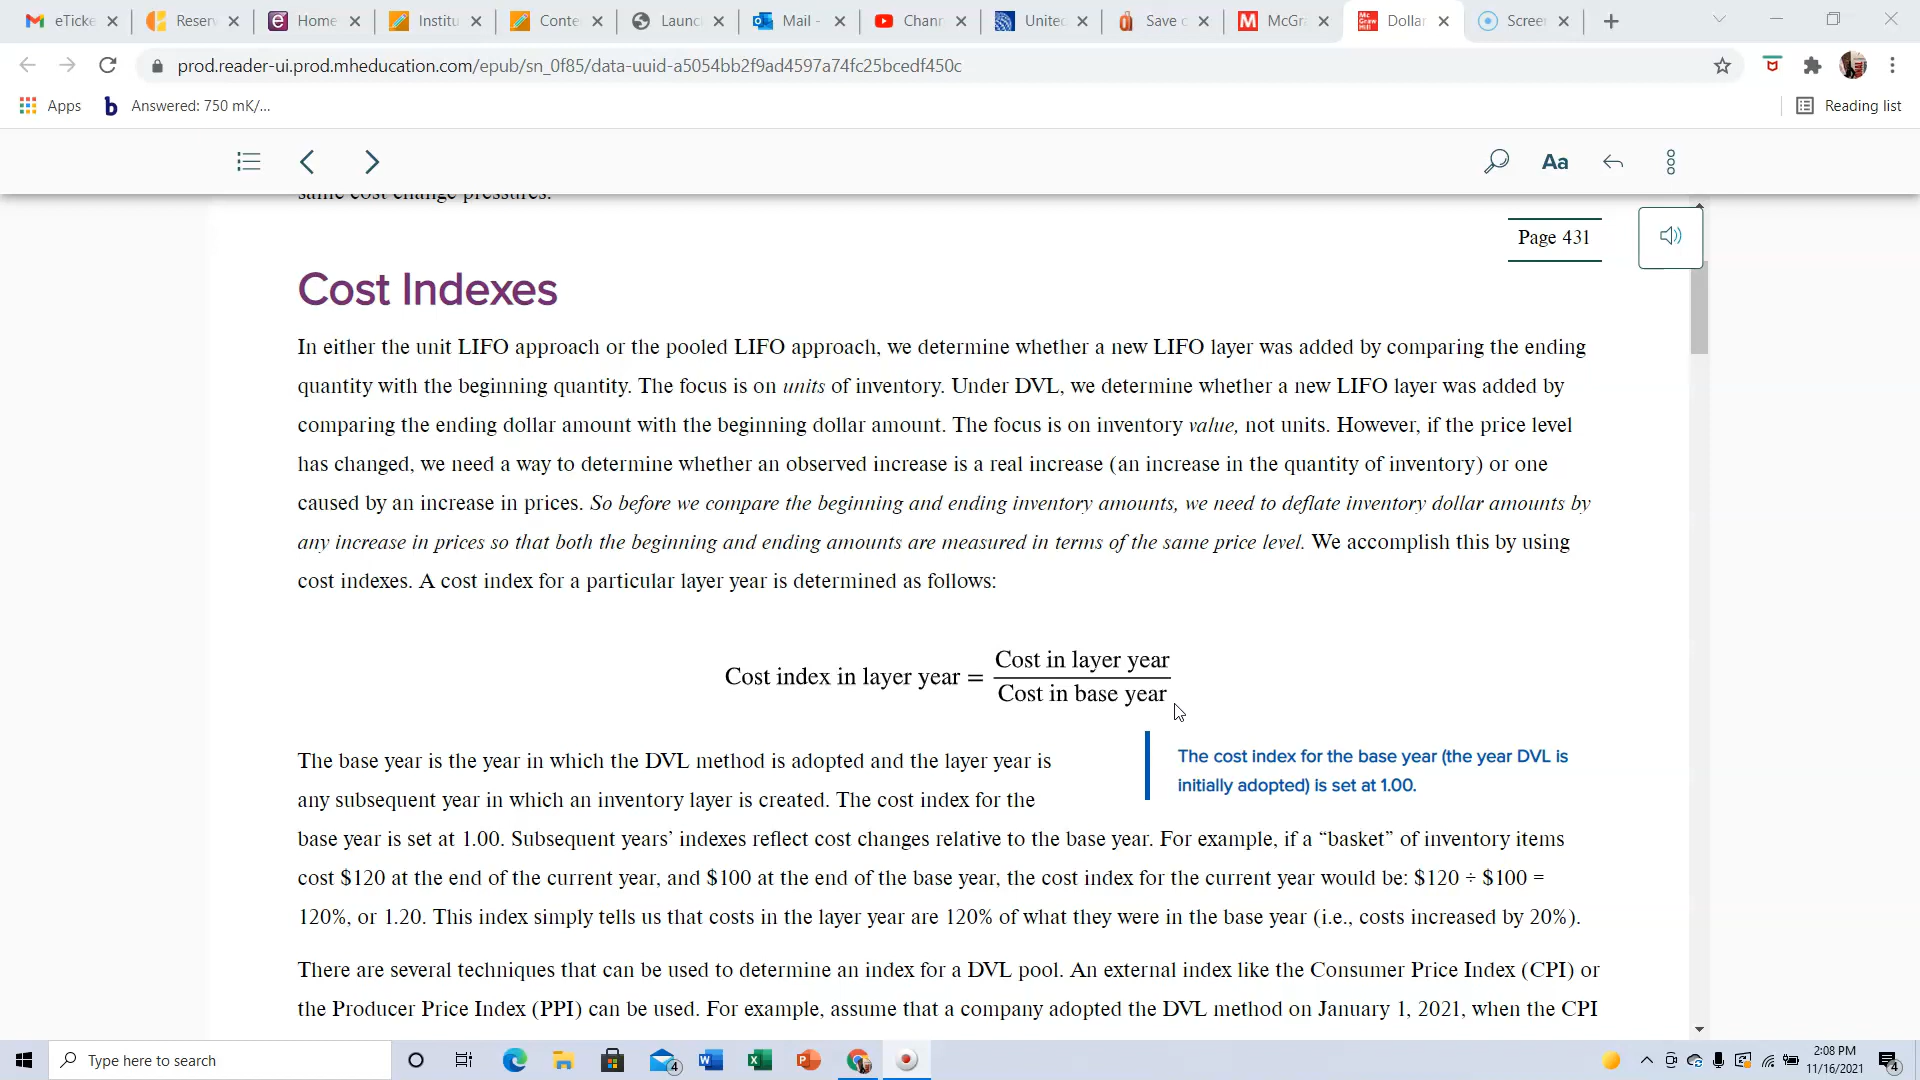 eTicke
Reserv
Home
Institu
Conte
Launc
Mail -
Chann
Unitec
Save c
McGra
Dollar
Screen
prod.reader-ui.prod.mheducation.com/epub/sn_0f85/data-uuid-a5054bb2f9ad4597a74fc25bcedf450c
Apps
Answered: 750 mK/...
Reading list
Aa
same cost change pressures.
Page 431
Cost Indexes
In either the unit LIFO approach or the pooled LIFO approach, we determine whether a new LIFO layer was added by comparing the ending
quantity with the beginning quantity. The focus is on units of inventory. Under DVL, we determine whether a new LIFO layer was added by
comparing the ending dollar amount with the beginning dollar amount. The focus is on inventory value, not units. However, if the price level
has changed, we need a way to determine whether an observed increase is a real increase (an increase in the quantity of inventory) or one
caused by an increase in prices. So before we compare the beginning and ending inventory amounts, we need to deflate inventory dollar amounts by
any increase in prices so that both the beginning and ending amounts are measured in terms of the same price level. We accomplish this by using
cost indexes. A cost index for a particular layer year is determined as follows:
Cost index in layer year =
Cost in layer year
Cost in base year
The base year is the year in which the DVL method is adopted and the layer year is
any subsequent year in which an inventory layer is created. The cost index for the
The cost index for the base year (the year DVL is
initially adopted) is set at 1.00.
base year is set at 1.00. Subsequent years’ indexes reflect cost changes relative to the base year. For example, if a “basket” of inventory items
cost $120 at the end of the current year, and $100 at the end of the base year, the cost index for the current year would be: $120 ÷ $100 =
120%, or 1.20. This index simply tells us that costs in the layer year are 120% of what they were in the base year (i.e., costs increased by 20%).
There are several techniques that can be used to determine an index for a DVL pool. An external index like the Consumer Price Index (CPI) or
the Producer Price Index (PPI) can be used. For example, assume that a company adopted the DVL method on January 1, 2021, when the CPI
Type here to search
4
2:08 PM
11/16/2021
4